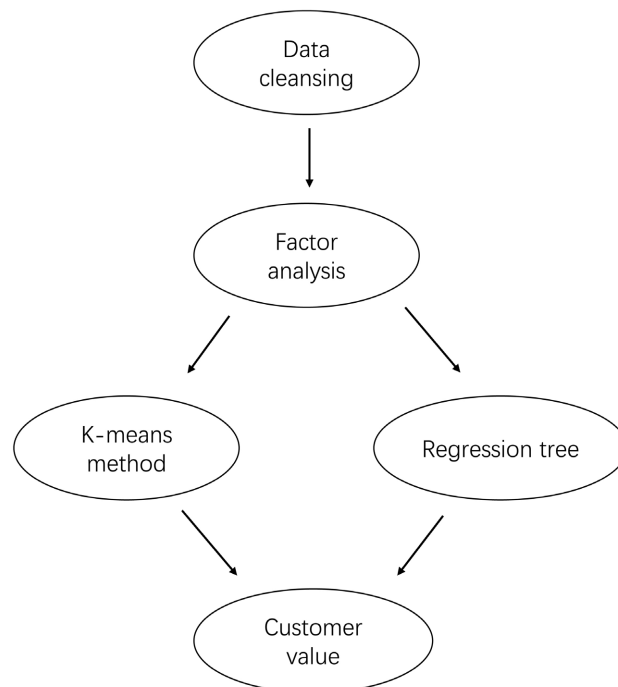 Data
cleansing
Factor
analysis
K-means
method
Regression tree
Customer
value